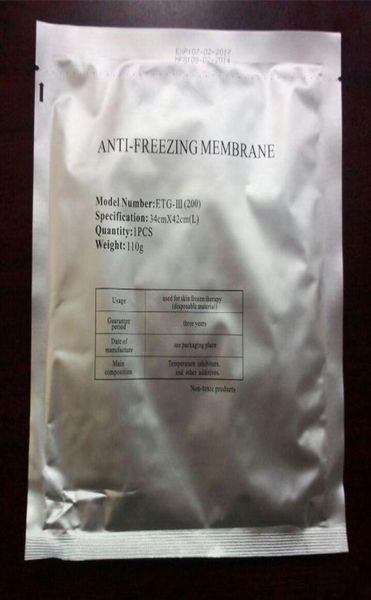 EXP:07-02-2017
MFG:08-02-2014
ANTI-FREEZING MEMBRANE
Model Number:ETG-III(200)
Specification: 34cmX42cm(L)
Quantity:1PCS
Weight:110g
Usage
used for skin frozen therapy
(disposable material)
Guarantee
period
three years
Date of
manufacture
see packaging place
Main
composition
Temperature inhibitors,
and other additives.
Non-toxic products